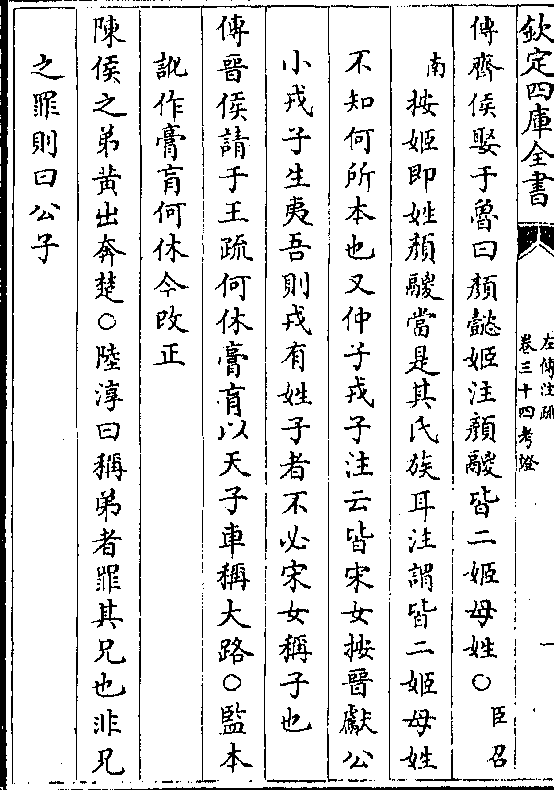 欽定四庫全書
左傳注疏
卷三十四考證
一
傳齊侯娶于魯曰顏懿姬注顏鬷皆二姬母姓○臣召
南按姬即姓顏鬷當是其氏族耳注謂皆二姬母姓
不知何所本也又仲子戎子注云皆宋女按晉獻公
小戎子生夷吾則戎有姓子者不必宋女稱子也
傳晉侯請于王疏何休膏肓以天子車稱大路○監本
訛作膏肓何休今改正
陳侯之弟黃出奔楚○陸淳曰稱弟者罪其兄也非兄
之罪則曰公子